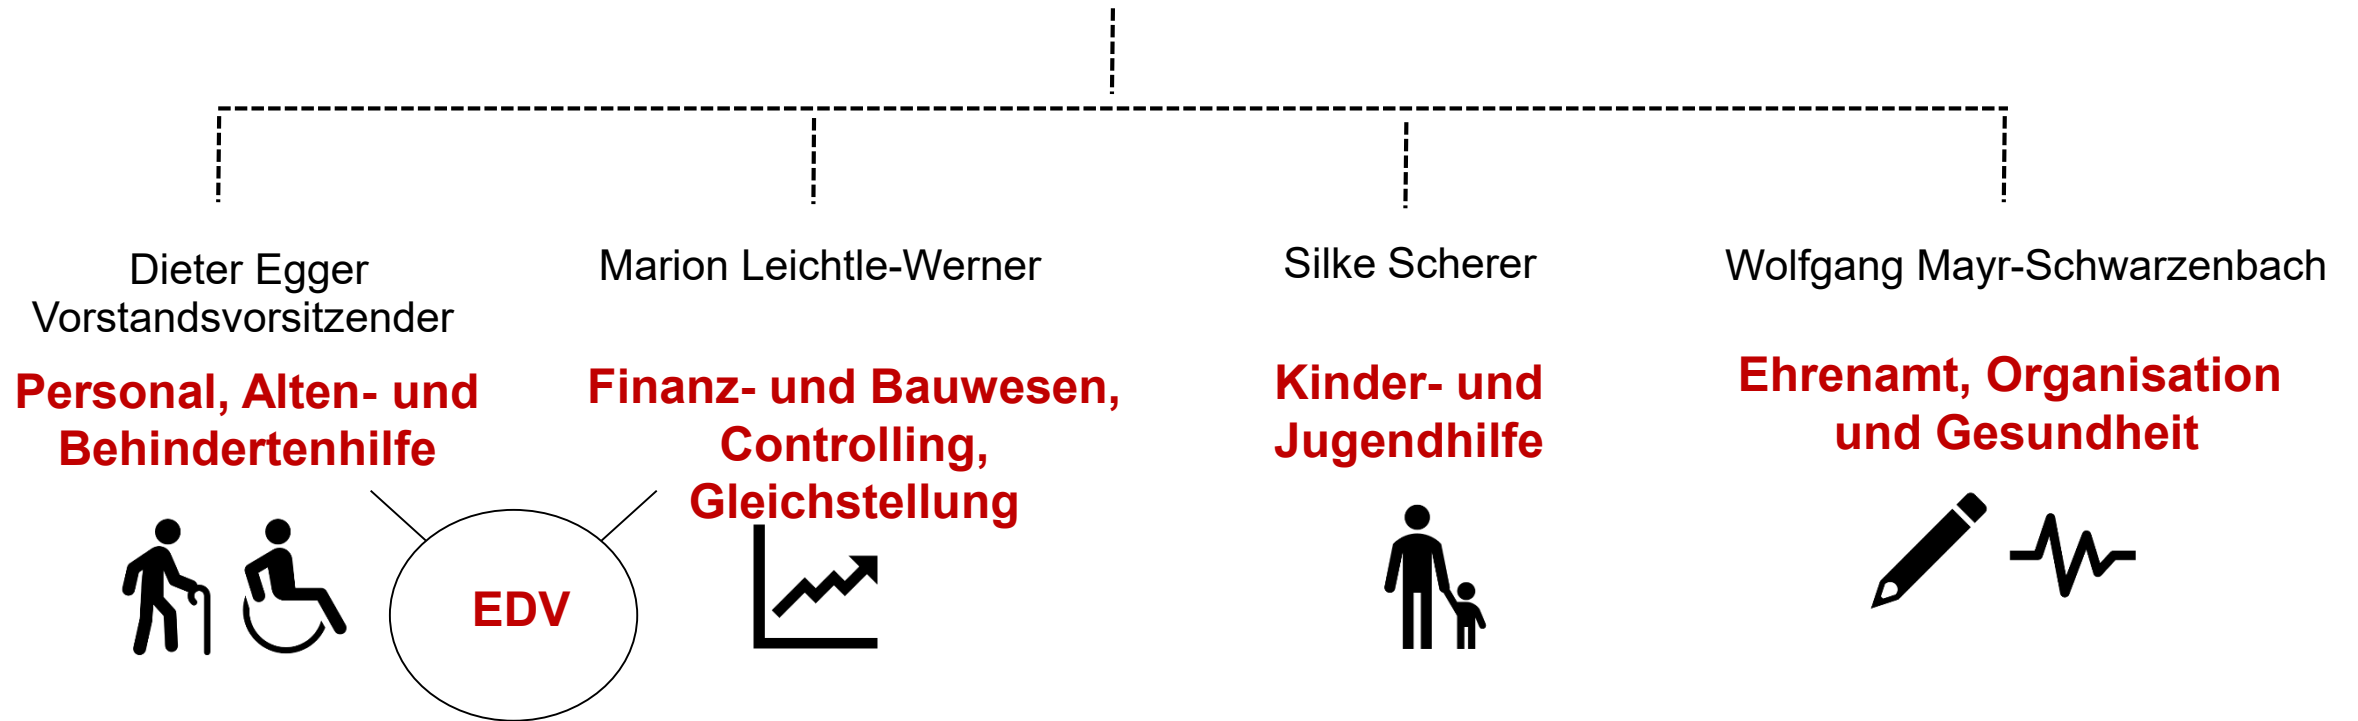 Dieter Egger
Vorstandsvorsitzender
Personal, Alten- und
Behindertenhilfe
Marion Leichtle-Werner
Finanz- und Bauwesen,
Controlling,
Gleichstellung
EDV
Silke Scherer
Kinder- und
Jugendhilfe
Wolfgang Mayr-Schwarzenbach
Ehrenamt, Organisation
und Gesundheit